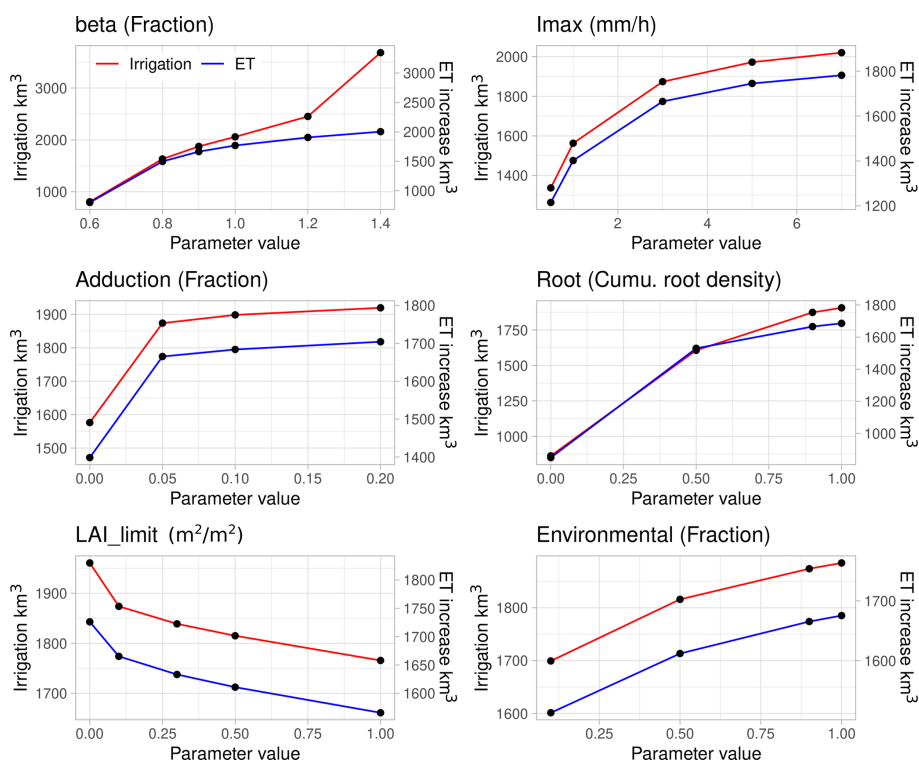 beta (Fraction)
Irrigation ET
Irrigation km³
3000
2000
1000
ET increase km³
3000
2500
2000
1500
1000
0.6 0.8 1.0 1.2 1.4
Parameter value
Imax (mm/h)
Irrigation km³
2000
1800
1600
1400
ET increase km³
1800
1600
1400
1200
2 4 6
Parameter value
Adduction (Fraction)
Irrigation km³
1900
1800
1700
1600
1500
ET increase km³
1800
1700
1600
1500
1400
0.00 0.05 0.10 0.15 0.20
Parameter value
Root (Cumu. root density)
Irrigation km³
1750
1500
1250
1000
ET increase km³
1800
1600
1400
1200
1000
0.00 0.25 0.50 0.75 1.00
Parameter value
LAI_limit (m²/m²)
Irrigation km³
1900
1800
1700
ET increase km³
1800
1750
1700
1650
1600
0.00 0.25 0.50 0.75 1.00
Parameter value
Environmental (Fraction)
Irrigation km³
1800
1700
1600
ET increase km³
1700
1600
0.25 0.50 0.75 1.00
Parameter value